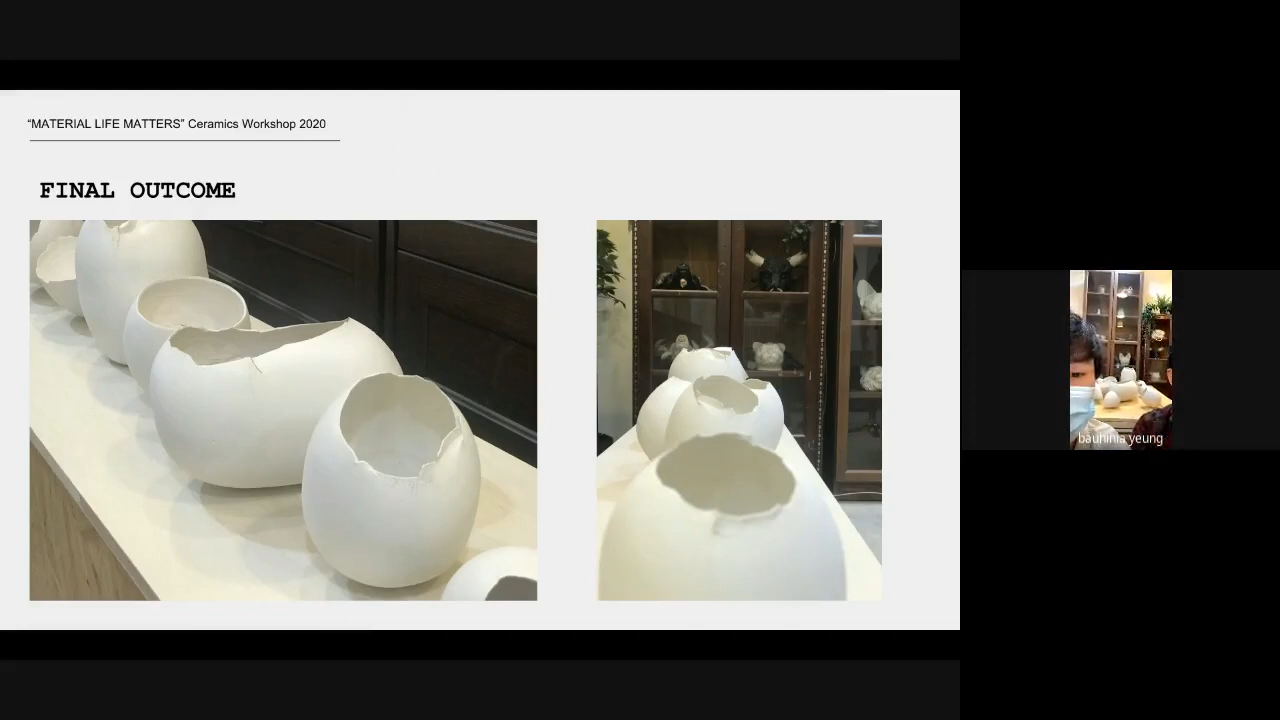 “MATERIAL LIFE MATTERS” Ceramics Workshop 2020
FINAL OUTCOME
bauhinia yeung